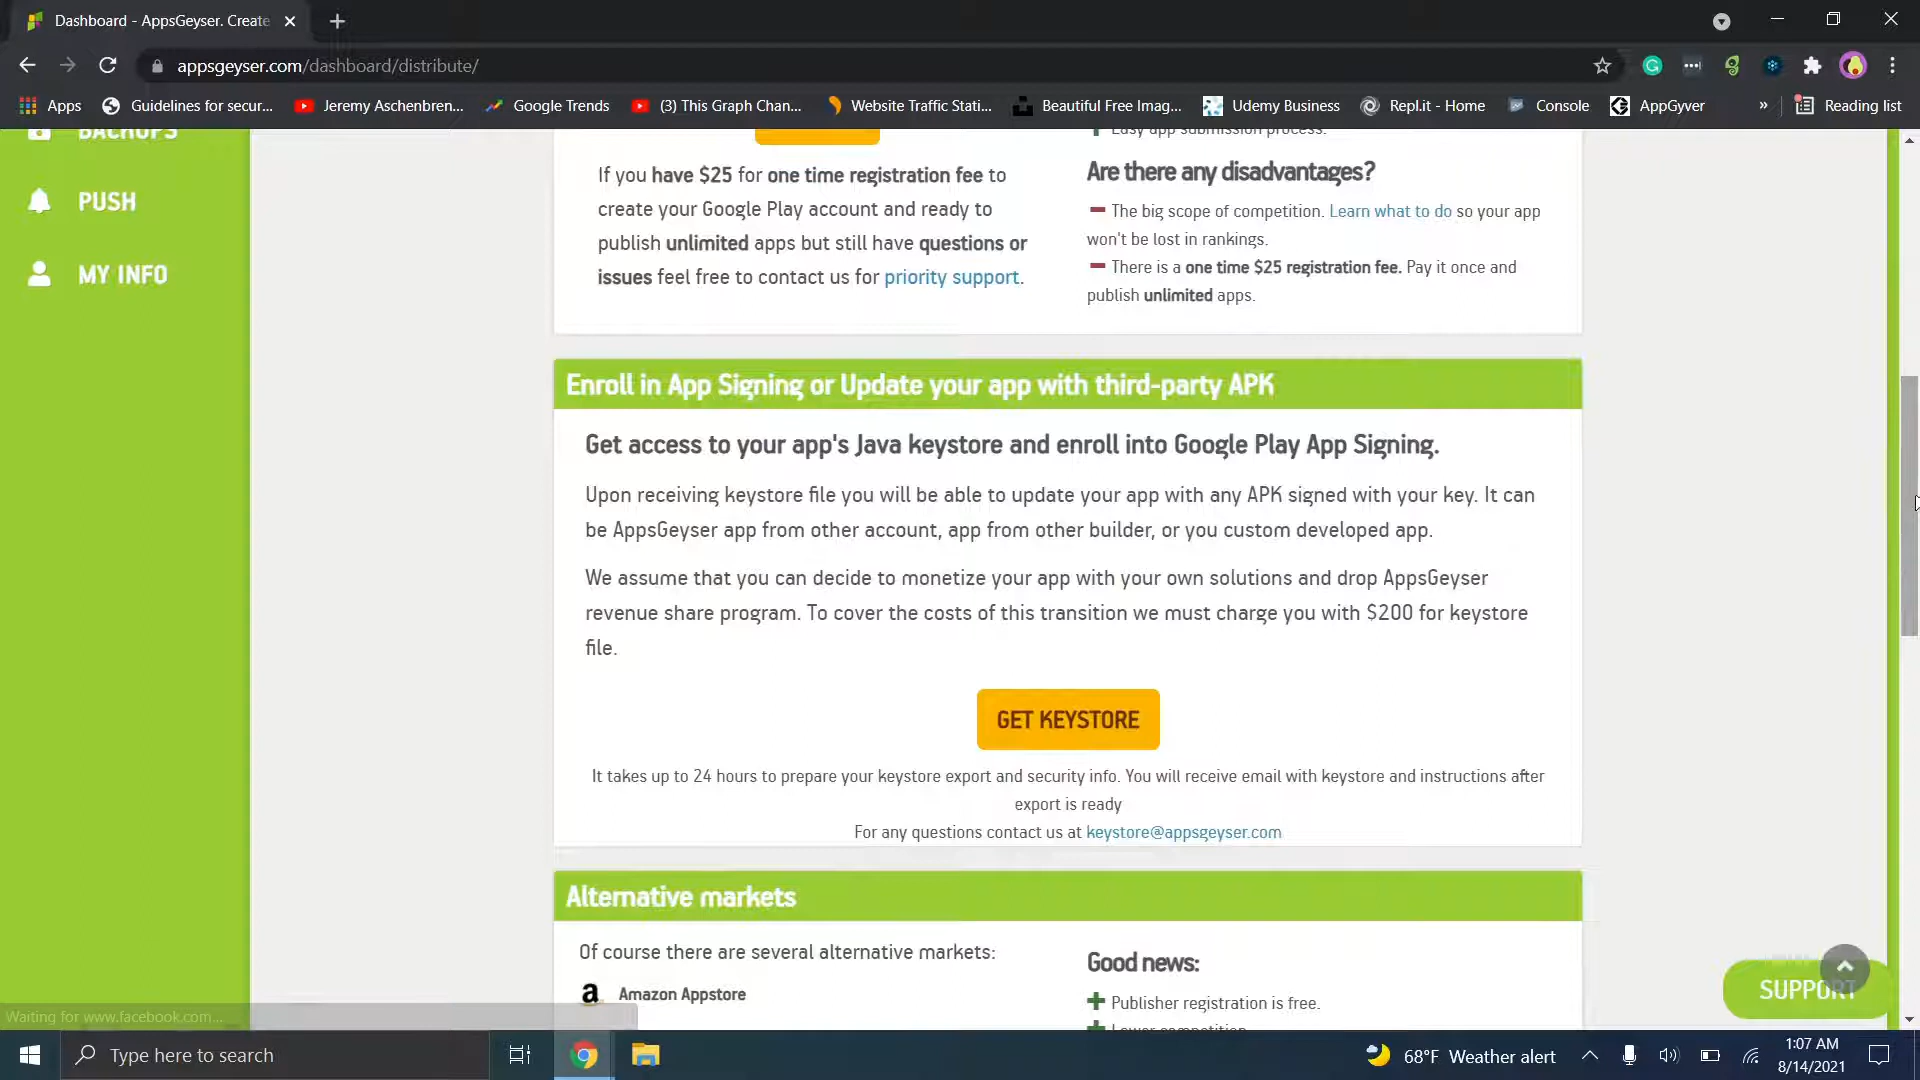 Dashboard - AppsGeyser. Create
appsgeyser.com/dashboard/distribute/
Apps
Guidelines for secur...
Jeremy Aschenbren...
Google Trends
(3) This Graph Chan...
Website Traffic Stati...
Beautiful Free Imag...
Udemy Business
Repl.it - Home
Console
AppGyver
»
Reading list
BACKUPS
PUSH
MY INFO
If you have $25 for one time registration fee to
create your Google Play account and ready to
publish unlimited apps but still have questions or
issues feel free to contact us for priority support.
Easy app submission process.
Are there any disadvantages?
The big scope of competition. Learn what to do so your app
won't be lost in rankings.
There is a one time $25 registration fee. Pay it once and
publish unlimited apps.
Enroll in App Signing or Update your app with third-party APK
Get access to your app's Java keystore and enroll into Google Play App Signing.
Upon receiving keystore file you will be able to update your app with any APK signed with your key. It can
be AppsGeyser app from other account, app from other builder, or you custom developed app.
We assume that you can decide to monetize your app with your own solutions and drop AppsGeyser
revenue share program. To cover the costs of this transition we must charge you with $200 for keystore
file.
GET KEYSTORE
It takes up to 24 hours to prepare your keystore export and security info. You will receive email with keystore and instructions after
export is ready
For any questions contact us at keystore@appsgeyser.com
Alternative markets
Of course there are several alternative markets:
Amazon Appstore
Good news:
Publisher registration is free.
Lower competition
SUPPORT
Waiting for www.facebook.com...
Type here to search
68°F Weather alert
1:07 AM
8/14/2021